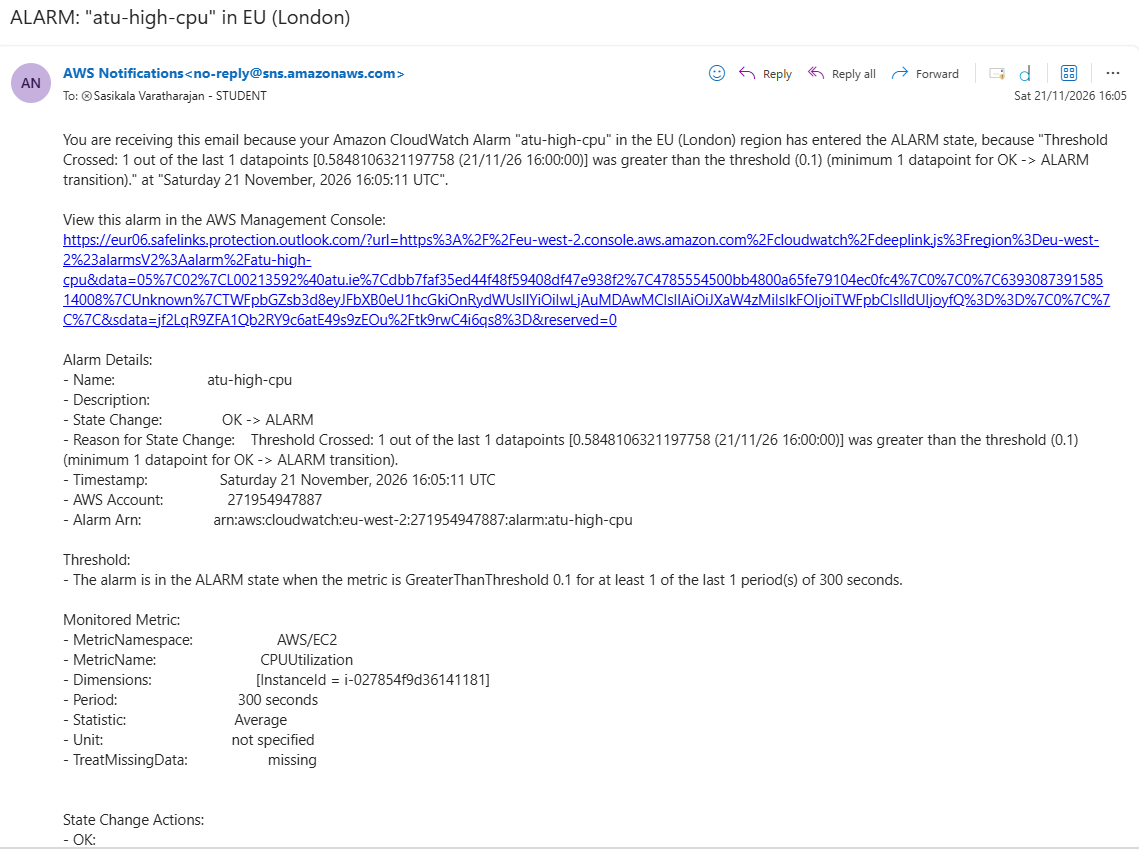 ALARM: "atu-high-cpu" in EU (London)
AN
AWS Notifications<no-reply@sns.amazonaws.com>
Reply
Reply all
Forward
To: Sasikala Varatharajan - STUDENT
Sat 21/11/2026 16:05
You are receiving this email because your Amazon CloudWatch Alarm "atu-high-cpu" in the EU (London) region has entered the ALARM state, because "Threshold
Crossed: 1 out of the last 1 datapoints [0.5848106321197758 (21/11/26 16:00:00)] was greater than the threshold (0.1) (minimum 1 datapoint for OK -> ALARM
transition)." at "Saturday 21 November, 2026 16:05:11 UTC".
View this alarm in the AWS Management Console:
https://eur06.safelinks.protection.outlook.com/?url=https%3A%2F%2Feu-west-2.console.aws.amazon.com%2Fcloudwatch%2Fdeeplink.js%3Fregion%3Deu-west-
2%23alarmsV2%3Aalarm%2Fatu-high-
cpu&data=05%7C02%7CL00213592%40atu.ie%7Cdbb7faf35ed44f48f59408df47e938f2%7C4785554500bb4800a65fe79104ec0fc4%7C0%7C0%7C6393087391585
14008%7CUnknown%7CTWFpbGZsb3d8eyJFbXB0eU1hcGkiOnRydWUsIlYiOiIwLjAuMDAwMCIsIlAiOiJXaW4zMiIsIkFOIjoiTWFpbCIsIldUIjoyfQ%3D%3D%7C0%7C%7
C%7C&sdata=jf2LqR9ZFA1Qb2RY9c6atE49s9zEOu%2Ftk9rwC4i6qs8%3D&reserved=0
Alarm Details:
- Name: atu-high-cpu
- Description:
- State Change: OK -> ALARM
- Reason for State Change: Threshold Crossed: 1 out of the last 1 datapoints [0.5848106321197758 (21/11/26 16:00:00)] was greater than the threshold (0.1)
(minimum 1 datapoint for OK -> ALARM transition).
- Timestamp: Saturday 21 November, 2026 16:05:11 UTC
- AWS Account: 271954947887
- Alarm Arn: arn:aws:cloudwatch:eu-west-2:271954947887:alarm:atu-high-cpu
Threshold:
- The alarm is in the ALARM state when the metric is GreaterThanThreshold 0.1 for at least 1 of the last 1 period(s) of 300 seconds.
Monitored Metric:
- MetricNamespace: AWS/EC2
- MetricName: CPUUtilization
- Dimensions: [InstanceId = i-027854f9d36141181]
- Period: 300 seconds
- Statistic: Average
- Unit: not specified
- TreatMissingData: missing
State Change Actions:
- OK: